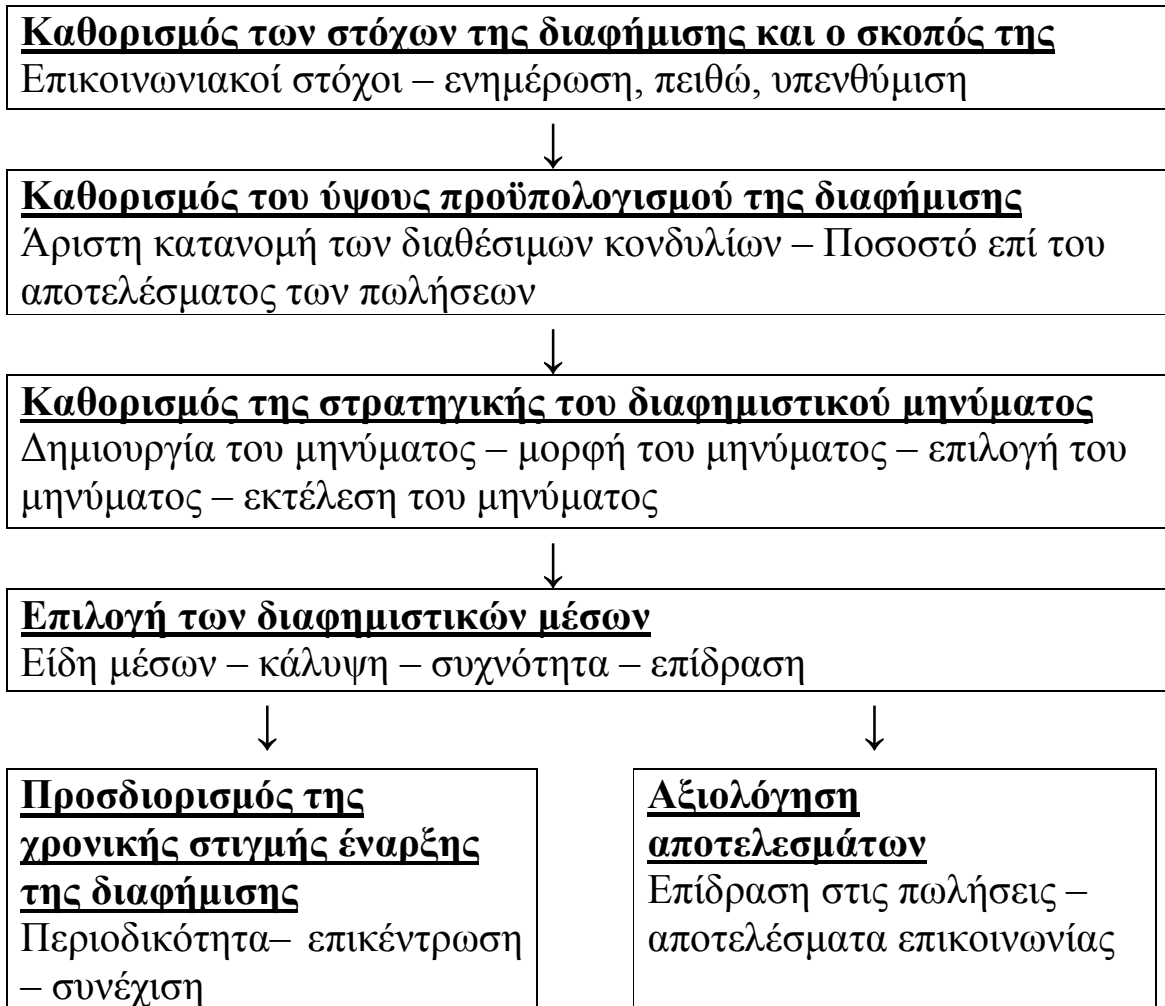 Καθορισμός των στόχων της διαφήμισης και ο σκοπός της
Επικοινωνιακοί στόχοι – ενημέρωση, πειθώ, υπενθύμιση
↓
Καθορισμός του ύψους προϋπολογισμού της διαφήμισης
Άριστη κατανομή των διαθέσιμων κονδυλίων – Ποσοστό επί του
αποτελέσματος των πωλήσεων
↓
Καθορισμός της στρατηγικής του διαφημιστικού μηνύματος
Δημιουργία του μηνύματος – μορφή του μηνύματος – επιλογή του
μηνύματος – εκτέλεση του μηνύματος
↓
Επιλογή των διαφημιστικών μέσων
Είδη μέσων – κάλυψη – συχνότητα – επίδραση
↓ ↓
Προσδιορισμός της
χρονικής στιγμής έναρξης
της διαφήμισης
Περιοδικότητα– επικέντρωση
– συνέχιση
Αξιολόγηση
αποτελεσμάτων
Επίδραση στις πωλήσεις –
αποτελέσματα επικοινωνίας